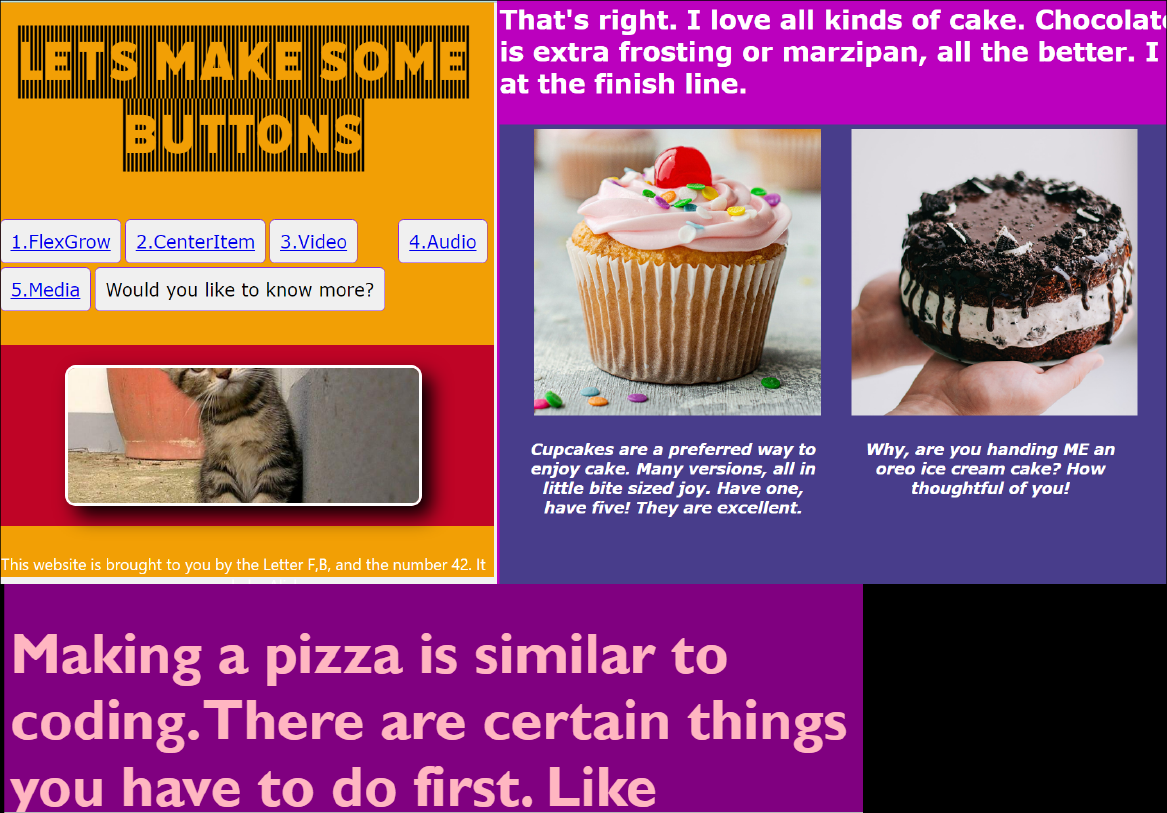 LETS MAKE SOME
BUTTONS
1.FlexGrow 2.CenterItem 3.Video 4.Audio
5.Media Would you like to know more?
This website is brought to you by the Letter F,B, and the number 42. It
That's right. I love all kinds of cake. Chocolate
is extra frosting or marzipan, all the better. I
at the finish line.
Cupcakes are a preferred way to
enjoy cake. Many versions, all in
little bite sized joy. Have one,
have five! They are excellent.
Why, are you handing ME an
oreo ice cream cake? How
thoughtful of you!
Making a pizza is similar to
coding.There are certain things
you have to do first. Like